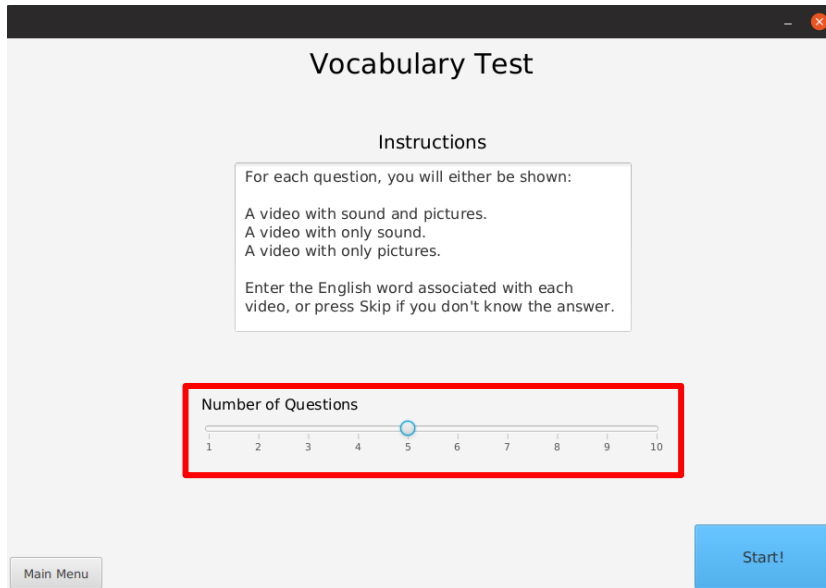 Vocabulary Test
Instructions
For each question, you will either be shown:
A video with sound and pictures.
A video with only sound.
A video with only pictures.
Enter the English word associated with each
video, or press Skip if you don't know the answer.
Number of Questions
1 2 3 4 5 6 7 8 9 10
Start!
Main Menu